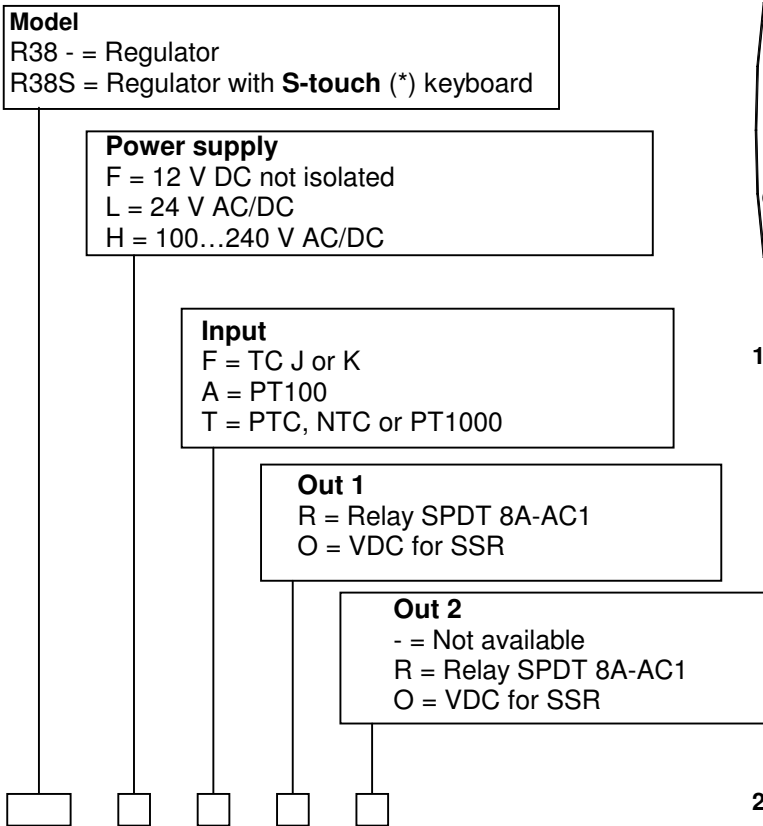 Model
R38 - = Regulator
R38S = Regulator with S-touch (*) keyboard
Power supply
F = 12 V DC not isolated
L = 24 V AC/DC
H = 100…240 V AC/DC
Input
F = TC J or K
A = PT100
T = PTC, NTC or PT1000
Out 1
R = Relay SPDT 8A-AC1
O = VDC for SSR
Out 2
- = Not available
R = Relay SPDT 8A-AC1
O = VDC for SSR
1
2